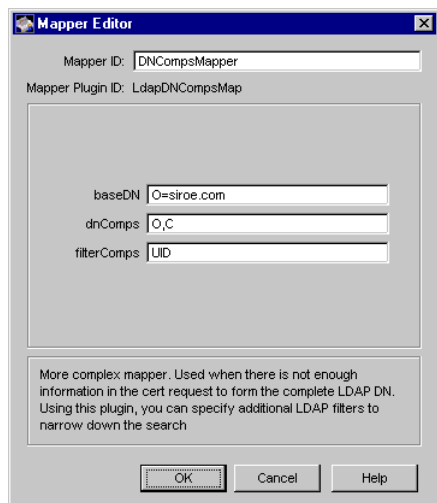 Mapper Editor
Mapper ID: DNCompsMapper
Mapper Plugin ID: LdapDNCompsMap
baseDN O=siroe.com
dnComps O,C
filterComps UID
More complex mapper. Used when there is not enough
information in the cert request to form the complete LDAP DN.
Using this plugin, you can specify additional LDAP filters to
narrow down the search
OK Cancel Help